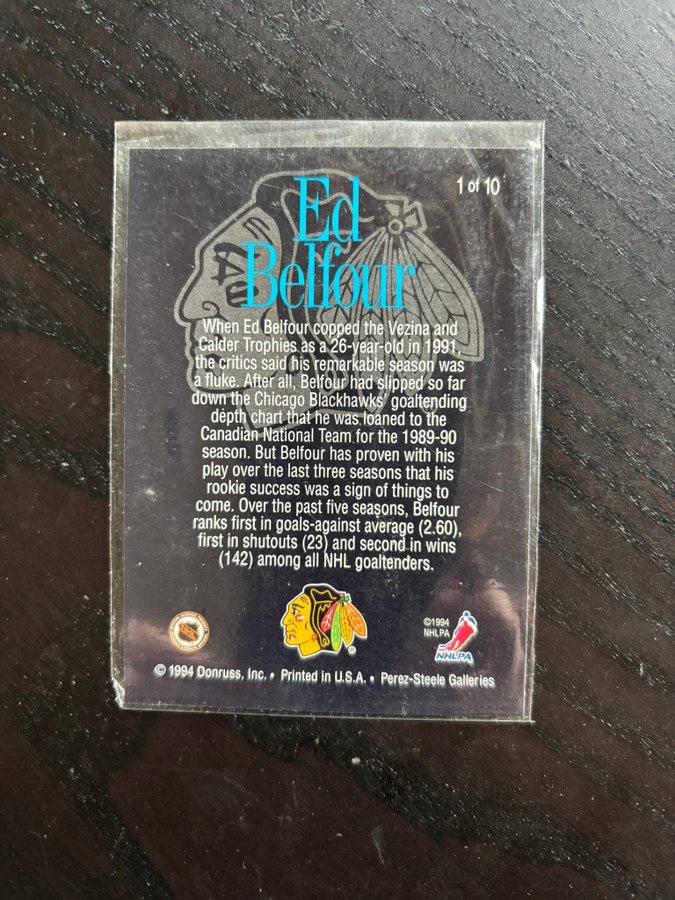 1 of 10
Ed
Belfour
When Ed Belfour copped the Vezina and
Calder Trophies as a 26-year-old in 1991,
the critics said his remarkable season was
a fluke. After all, Belfour had slipped so far
down the Chicago Blackhawks' goaltending
depth chart that he was loaned to the
Canadian National Team for the 1989-90
season. But Belfour has proven with his
play over the last three seasons that his
rookie success was a sign of things to
come. Over the past five seasons, Belfour
ranks first in goals-against average (2.60),
first in shutouts (23) and second in wins
(142) among all NHL goaltenders.
©1994
NHLPA
NHLPA
© 1994 Donruss, Inc. • Printed in U.S.A. • Perez-Steele Galleries